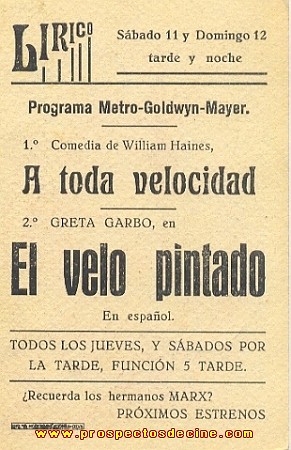 LIRICO
Sábado 11 y Domingo 12
tarde y noche
Programa Metro-Goldwyn-Mayer.
1.º Comedia de William Haines,
A toda velocidad
2.º GRETA GARBO, en
El velo pintado
En español.
TODOS LOS JUEVES, Y SÁBADOS POR
LA TARDE, FUNCIÓN 5 TARDE.
¿Recuerda los hermanos MARX?
PRÓXIMOS ESTRENOS
www.prospectosdecine.com